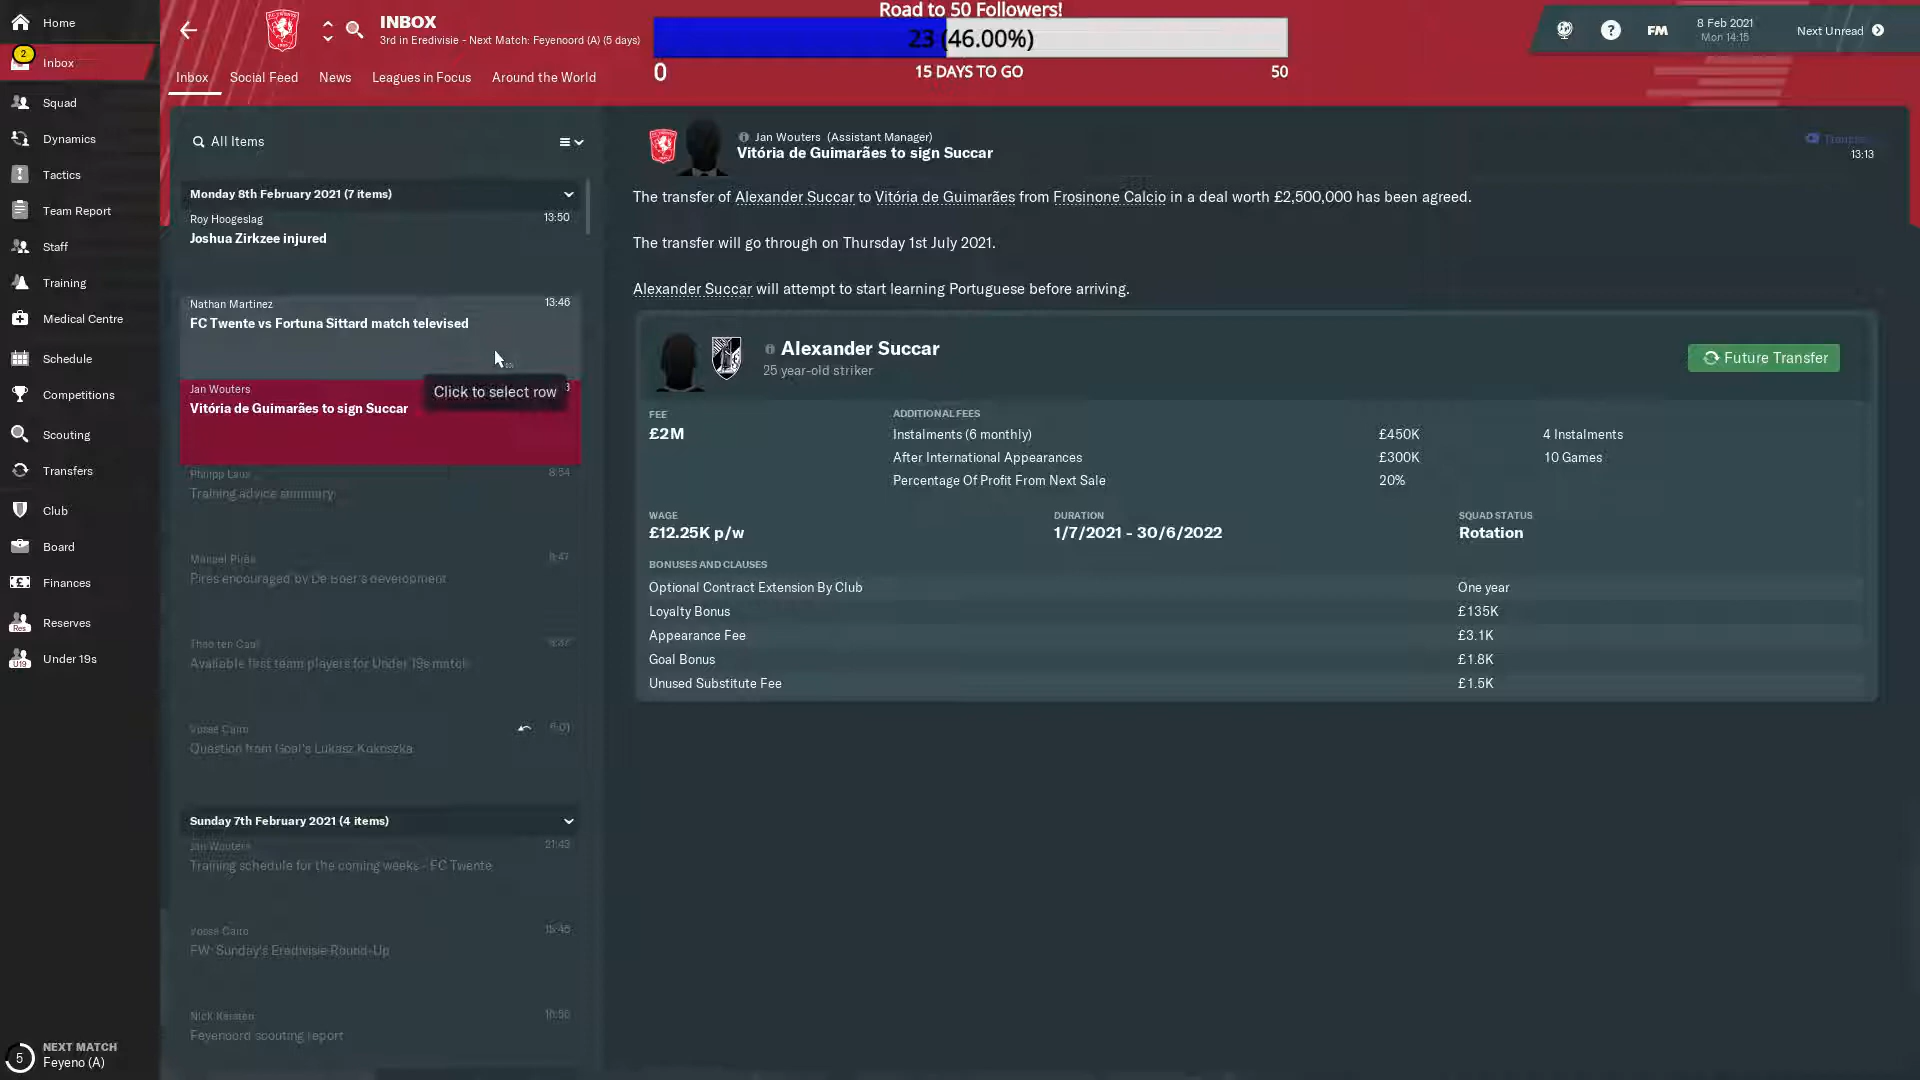 Home
2
Inbox
Squad
Dynamics
Tactics
Team Report
Staff
Training
Medical Centre
Schedule
Competitions
Scouting
Transfers
Club
Board
Finances
Res
Reserves
U19
Under 19s
5
NEXT MATCH
Feyeno (A)
INBOX
3rd in Eredivisie - Next Match: Feyenoord (A) (5 days)
Inbox
Social Feed
News
Leagues in Focus
Around the World
Road to 50 Followers!
23 (46.00%)
0
15 DAYS TO GO
50
?
FM
8 Feb 2021
Mon 14:15
Next Unread
All Items
Monday 8th February 2021 (7 items)
Roy Hoogeslag
13:50
Joshua Zirkzee injured
Nathan Martinez
13:46
FC Twente vs Fortuna Sittard match televised
Jan Wouters
Vitória de Guimarães to sign Succar
Click to select row
8:54
Training advice summary
Pires encouraged by De Boer's development
Available first team players for Under 19s match
Question from Goal's Lukasz Kokoszka
Sunday 7th February 2021 (4 items)
Jan Wouters
21:43
Training schedule for the coming weeks - FC Twente
FW: Sunday's Eredivisie Round-Up
Feyenoord scouting report
Jan Wouters (Assistant Manager)
Vitória de Guimarães to sign Succar
13:13
The transfer of Alexander Succar to Vitória de Guimarães from Frosinone Calcio in a deal worth £2,500,000 has been agreed.
The transfer will go through on Thursday 1st July 2021.
Alexander Succar will attempt to start learning Portuguese before arriving.
Alexander Succar
25 year-old striker
Future Transfer
FEE
£2M
ADDITIONAL FEES
Instalments (6 monthly) £450K 4 Instalments
After International Appearances £300K 10 Games
Percentage Of Profit From Next Sale 20%
WAGE
£12.25K p/w
DURATION
1/7/2021 - 30/6/2022
SQUAD STATUS
Rotation
BONUSES AND CLAUSES
Optional Contract Extension By Club One year
Loyalty Bonus £135K
Appearance Fee £3.1K
Goal Bonus £1.8K
Unused Substitute Fee £1.5K